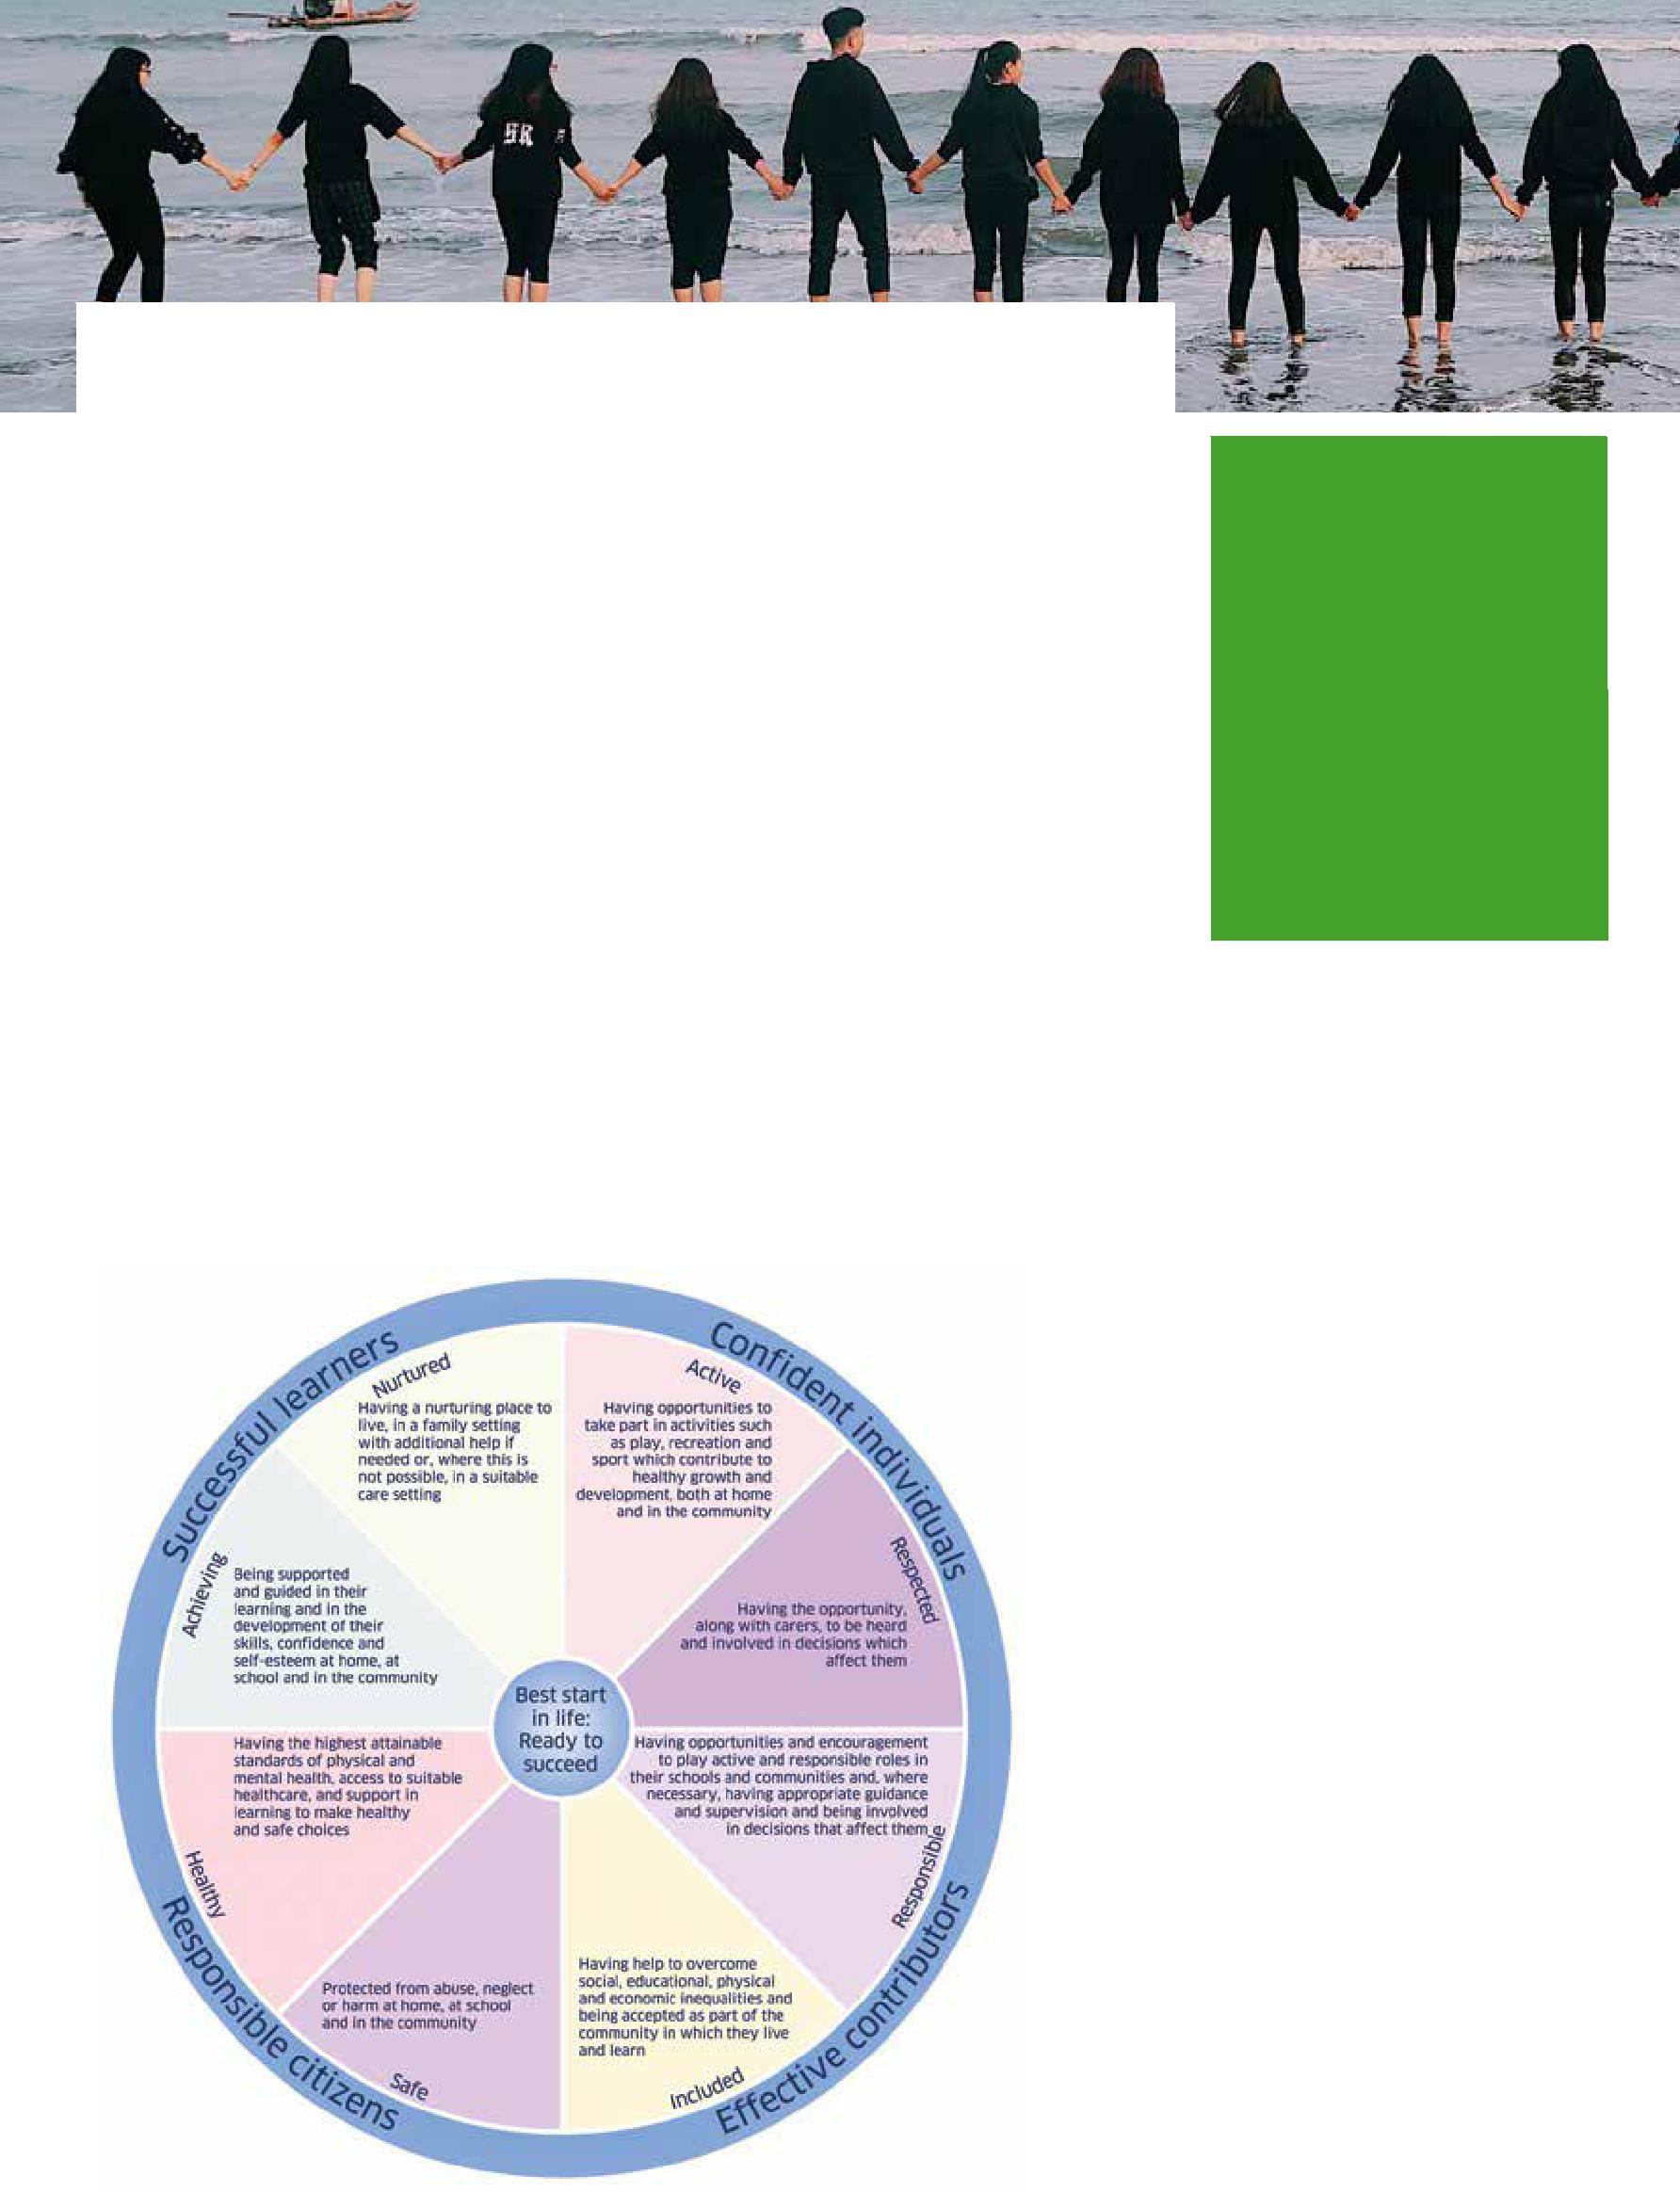 SR
Successful learners
Confident individuals
Nurtured
Having a nurturing place to
live, in a family setting
with additional help if
needed or, where this is
not possible, in a suitable
care setting
Active
Having opportunities to
take part in activities such
as play, recreation and
sport which contribute to
healthy growth and
development, both at home
and in the community
Achieving
Being supported
and guided in their
learning and in the
development of their
skills, confidence and
self-esteem at home, at
school and in the community
Respected
Having the opportunity,
along with carers, to be heard
and involved in decisions which
affect them
Best start
in life:
Ready to
succeed
Having the highest attainable
standards of physical and
mental health, access to suitable
healthcare, and support in
learning to make healthy
and safe choices
Healthy
Having opportunities and encouragement
to play active and responsible roles in
their schools and communities and, where
necessary, having appropriate guidance
and supervision and being involved
in decisions that affect them
Responsible
Protected from abuse, neglect
or harm at home, at school
and in the community
Safe
Having help to overcome
social, educational, physical
and economic inequalities and
being accepted as part of the
community in which they live
and learn
Included
Responsible citizens
Effective contributors